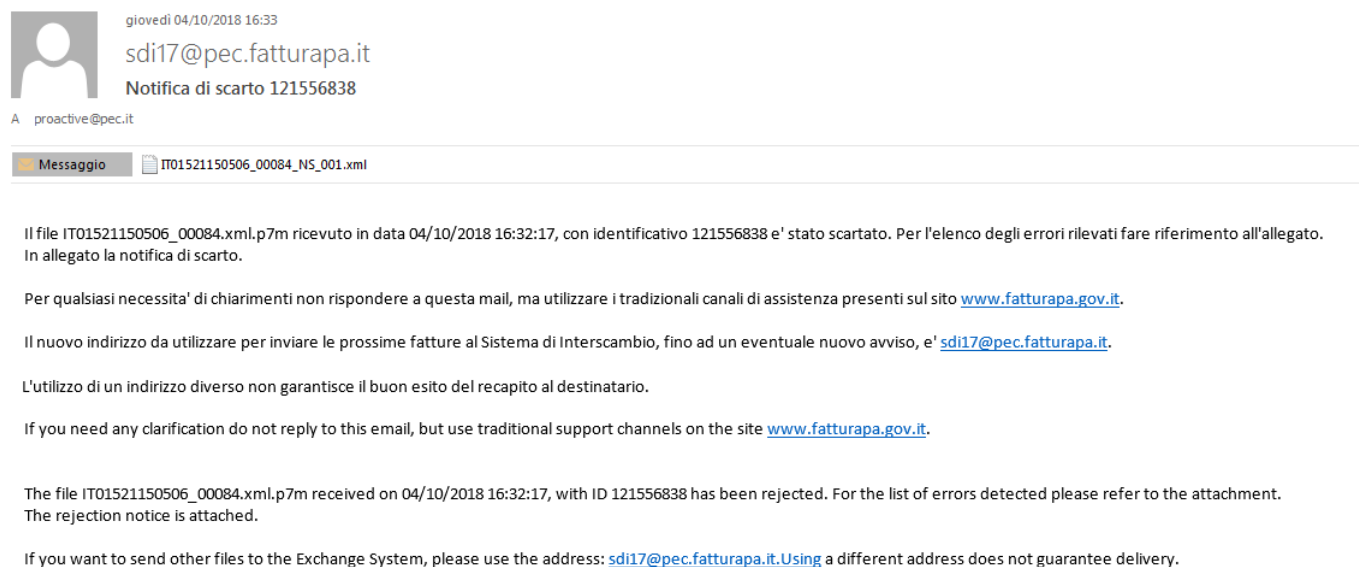 giovedì 04/10/2018 16:33
sdi17@pec.fatturapa.it
Notifica di scarto 121556838
A proactive@pec.it
Messaggio IT01521150506_00084_NS_001.xml
Il file IT01521150506_00084.xml.p7m ricevuto in data 04/10/2018 16:32:17, con identificativo 121556838 e' stato scartato. Per l'elenco degli errori rilevati fare riferimento all'allegato.
In allegato la notifica di scarto.
Per qualsiasi necessita' di chiarimenti non rispondere a questa mail, ma utilizzare i tradizionali canali di assistenza presenti sul sito www.fatturapa.gov.it.
Il nuovo indirizzo da utilizzare per inviare le prossime fatture al Sistema di Interscambio, fino ad un eventuale nuovo avviso, e' sdi17@pec.fatturapa.it.
L'utilizzo di un indirizzo diverso non garantisce il buon esito del recapito al destinatario.
If you need any clarification do not reply to this email, but use traditional support channels on the site www.fatturapa.gov.it.
The file IT01521150506_00084.xml.p7m received on 04/10/2018 16:32:17, with ID 121556838 has been rejected. For the list of errors detected please refer to the attachment.
The rejection notice is attached.
If you want to send other files to the Exchange System, please use the address: sdi17@pec.fatturapa.it.Using a different address does not guarantee delivery.